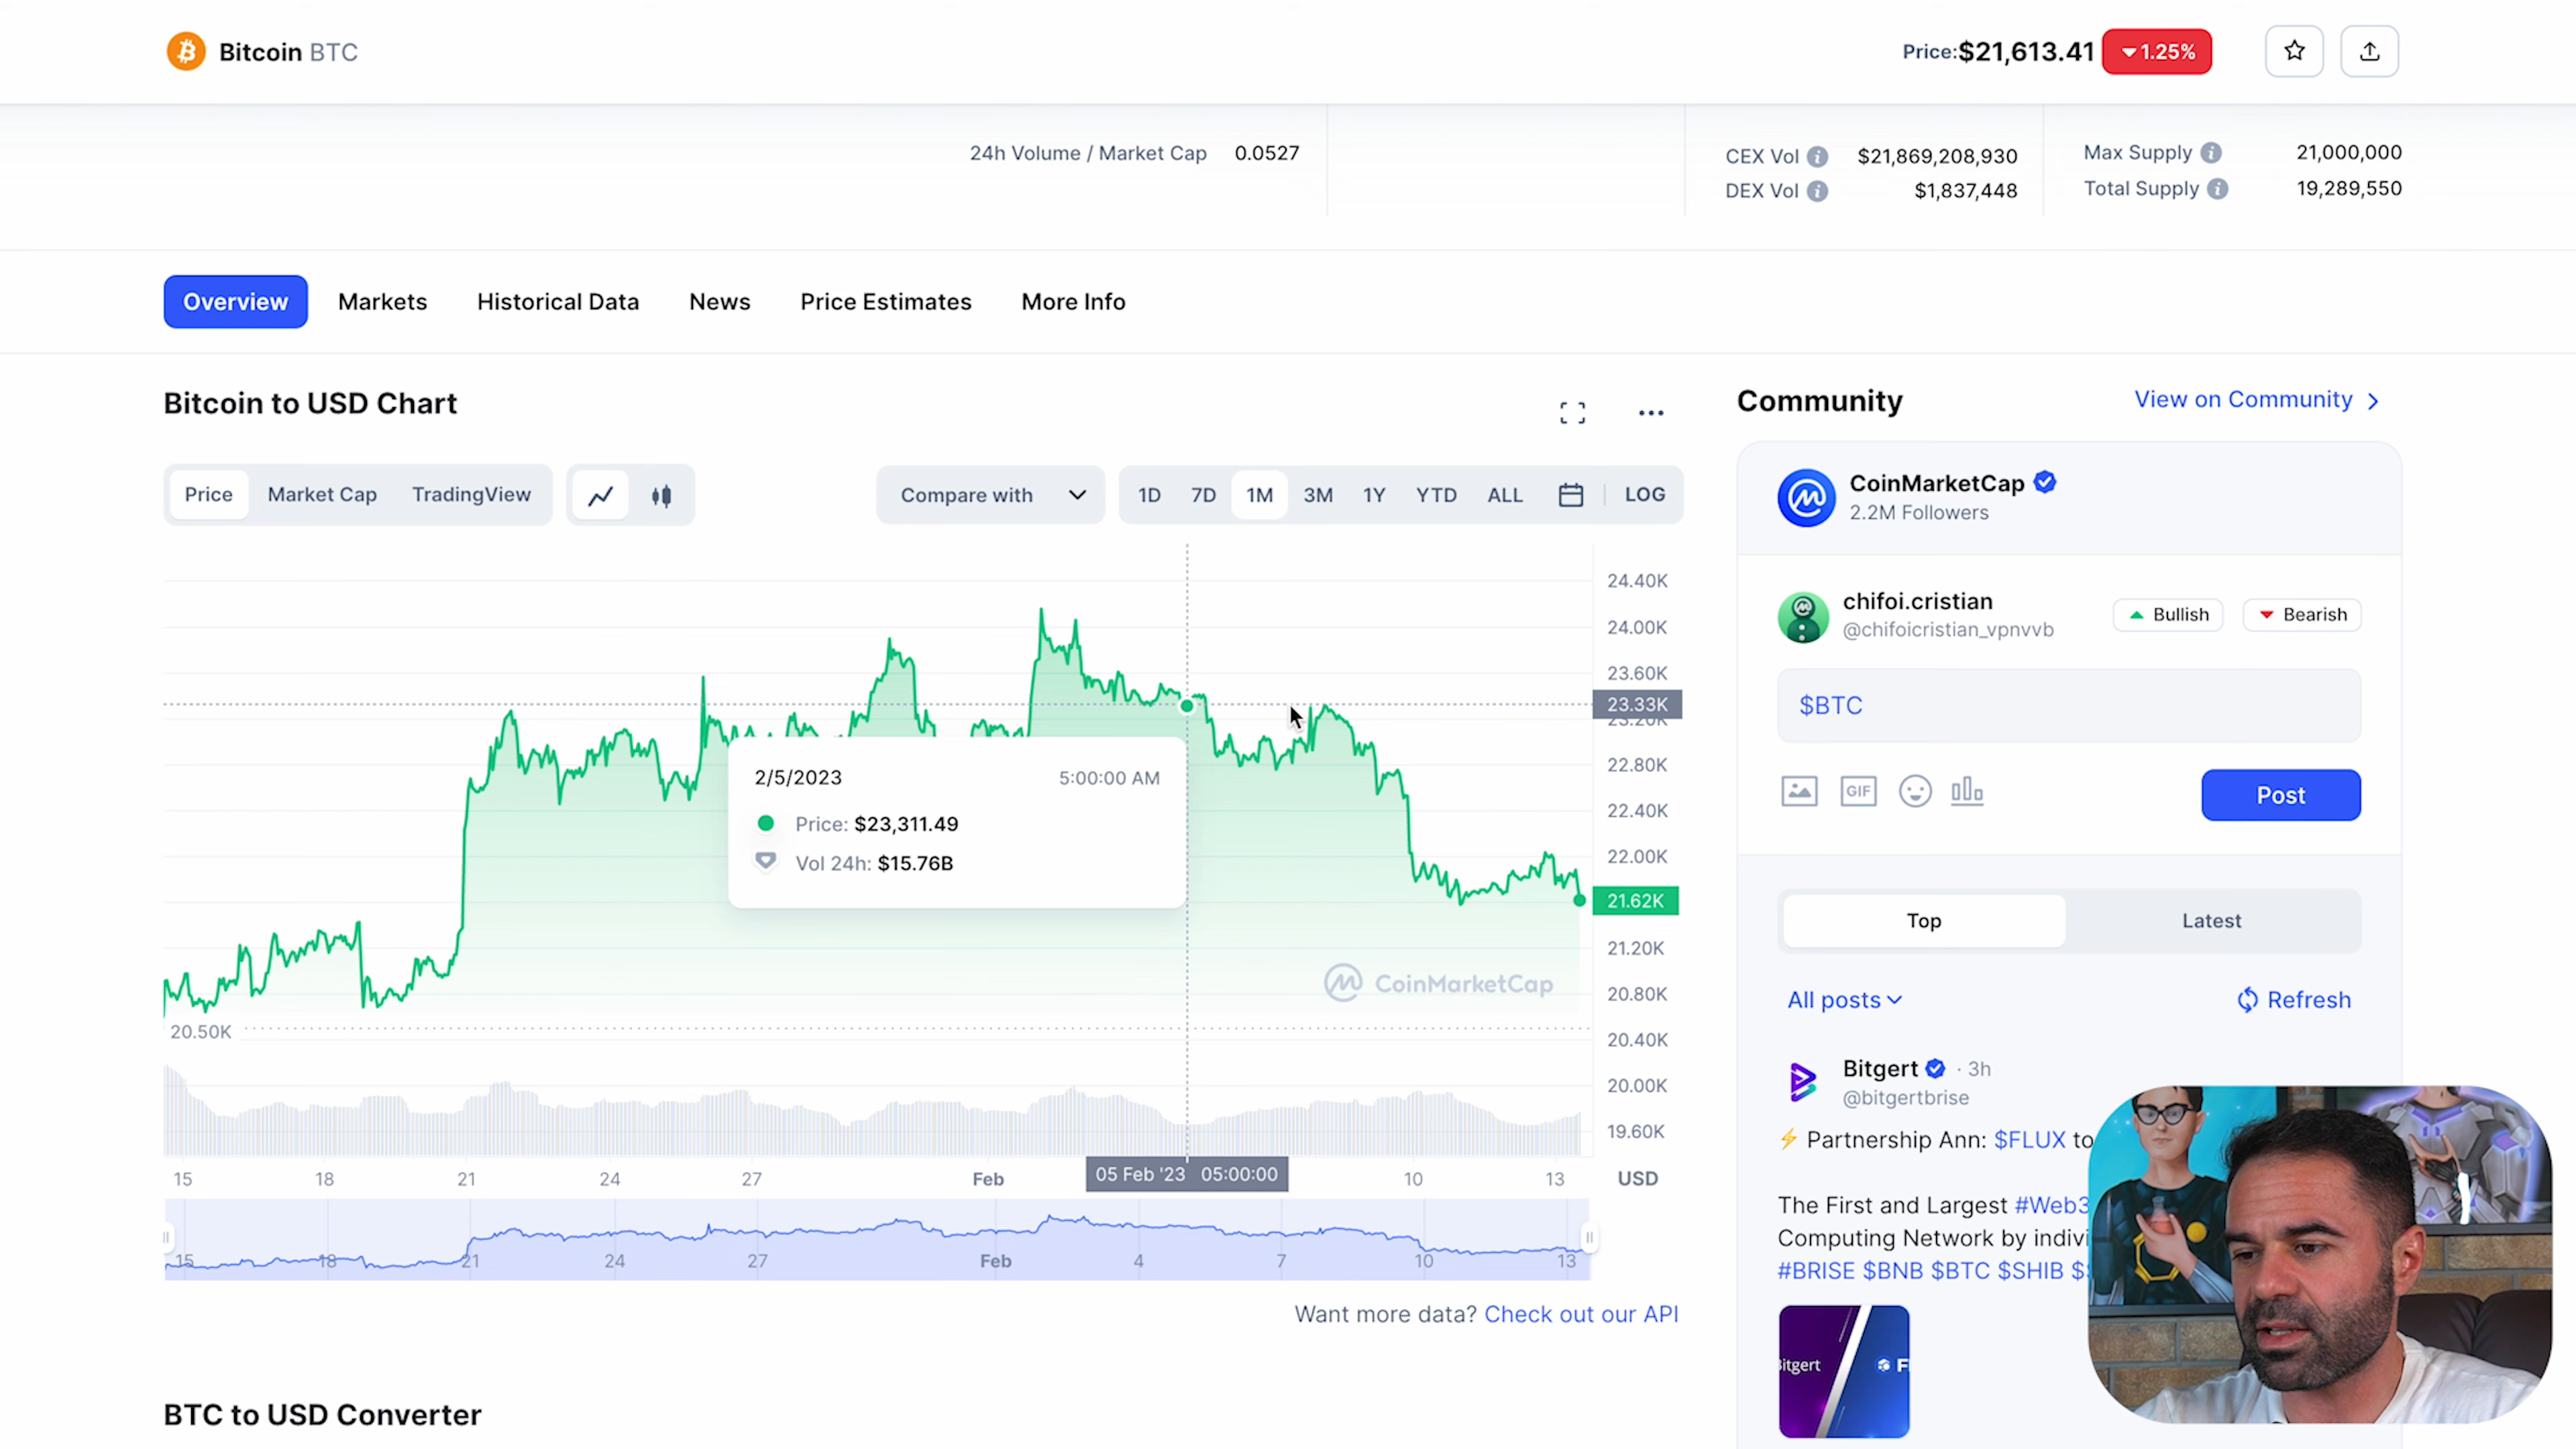 Bitcoin BTC
Price:$21,613.41 1.25%
24h Volume / Market Cap 0.0527
CEX Vol $21,869,208,930
DEX Vol $1,837,448
Max Supply 21,000,000
Total Supply 19,289,550
Overview Markets Historical Data News Price Estimates More Info
Bitcoin to USD Chart
Price Market Cap TradingView
Compare with
1D 7D 1M 3M 1Y YTD ALL LOG
24.40K
24.00K
23.60K
23.33K
23.20K
22.80K
22.40K
22.00K
21.62K
21.20K
20.80K
20.40K
20.00K
19.60K
2/5/2023 5:00:00 AM
Price: $23,311.49
Vol 24h: $15.76B
CoinMarketCap
20.50K
15 18 21 24 27 Feb 05 Feb '23 05:00:00 10 13 USD
15 18 21 24 27 Feb 4 7 10 13
Want more data? Check out our API
BTC to USD Converter
Community
View on Community
CoinMarketCap
2.2M Followers
chifoi.cristian
@chifoicristian_vpnvvb
Bullish
Bearish
$BTC
GIF
Post
Top
Latest
All posts
Refresh
Bitgert · 3h
@bitgertbrise
Partnership Ann: $FLUX to
The First and Largest #Web3
Computing Network by indivi
#BRISE $BNB $BTC $SHIB
itgert F